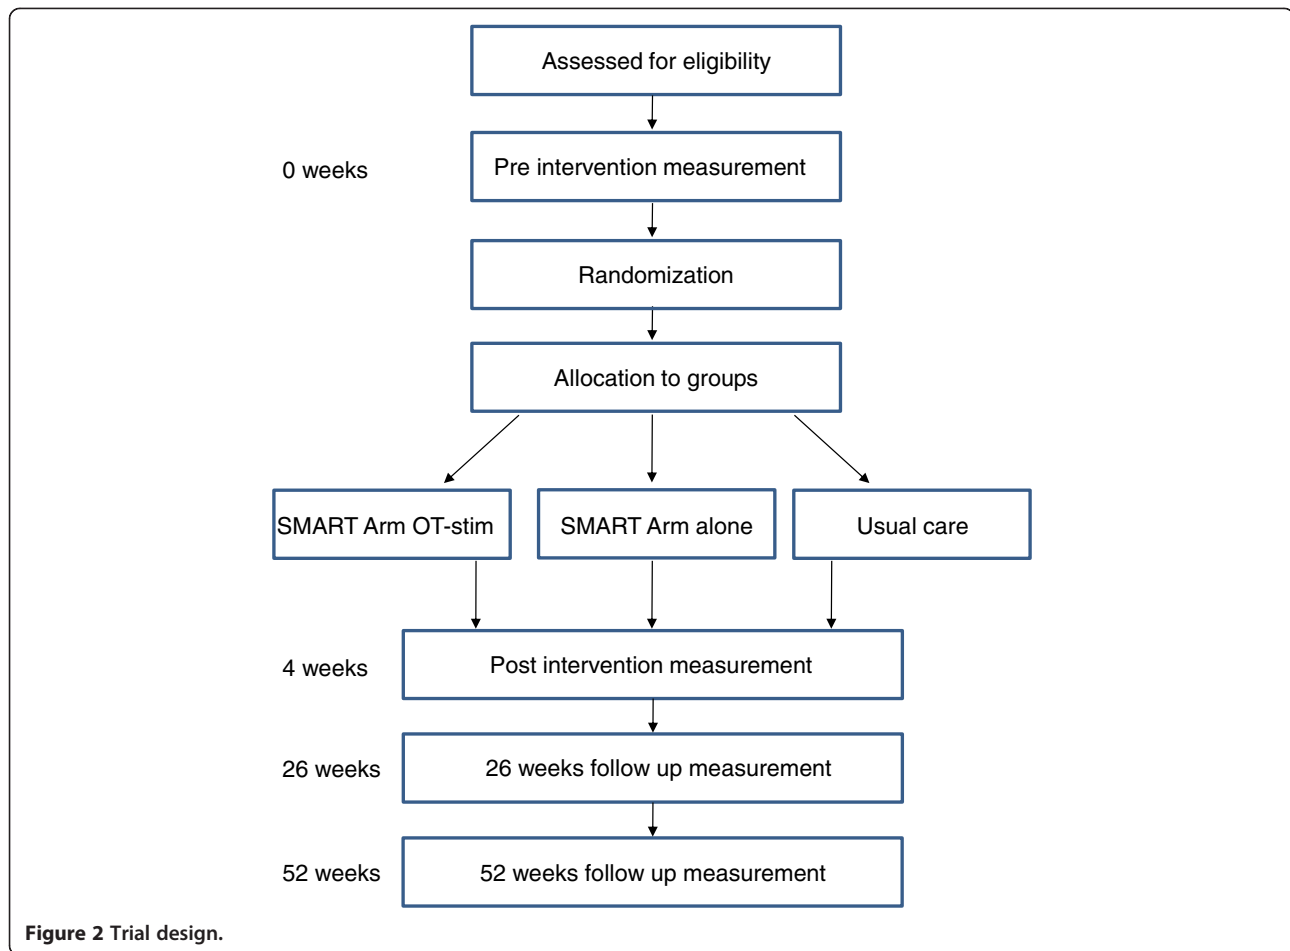 Assessed for eligibility
0 weeks
Pre intervention measurement
Randomization
Allocation to groups
SMART Arm OT-stim
SMART Arm alone
Usual care
4 weeks
Post intervention measurement
26 weeks
26 weeks follow up measurement
52 weeks
52 weeks follow up measurement
Figure 2 Trial design.